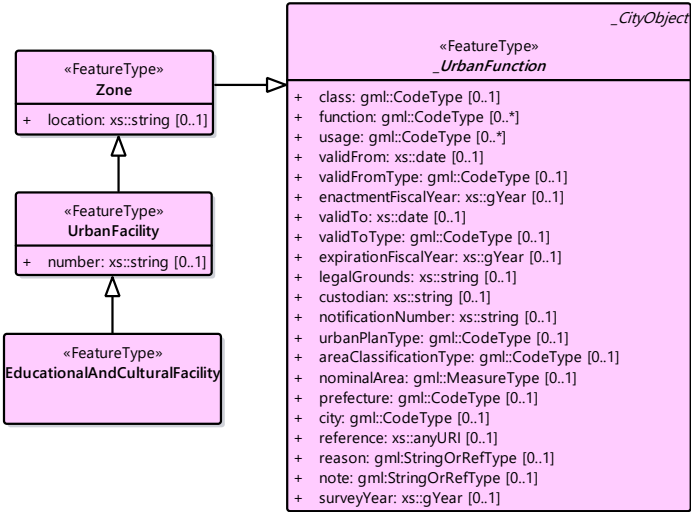 «FeatureType»
Zone
+ location: xs::string [0..1]
«FeatureType»
UrbanFacility
+ number: xs::string [0..1]
«FeatureType»
EducationalAndCulturalFacility
_CityObject
«FeatureType»
_UrbanFunction
+ class: gml::CodeType [0..1]
+ function: gml::CodeType [0..*]
+ usage: gml::CodeType [0..*]
+ validFrom: xs::date [0..1]
+ validFromType: gml::CodeType [0..1]
+ enactmentFiscalYear: xs::gYear [0..1]
+ validTo: xs::date [0..1]
+ validToType: gml::CodeType [0..1]
+ expirationFiscalYear: xs::gYear [0..1]
+ legalGrounds: xs::string [0..1]
+ custodian: xs::string [0..1]
+ notificationNumber: xs::string [0..1]
+ urbanPlanType: gml::CodeType [0..1]
+ areaClassificationType: gml::CodeType [0..1]
+ nominalArea: gml::MeasureType [0..1]
+ prefecture: gml::CodeType [0..1]
+ city: gml::CodeType [0..1]
+ reference: xs::anyURI [0..1]
+ reason: gml:StringOrRefType [0..1]
+ note: gml:StringOrRefType [0..1]
+ surveyYear: xs::gYear [0..1]